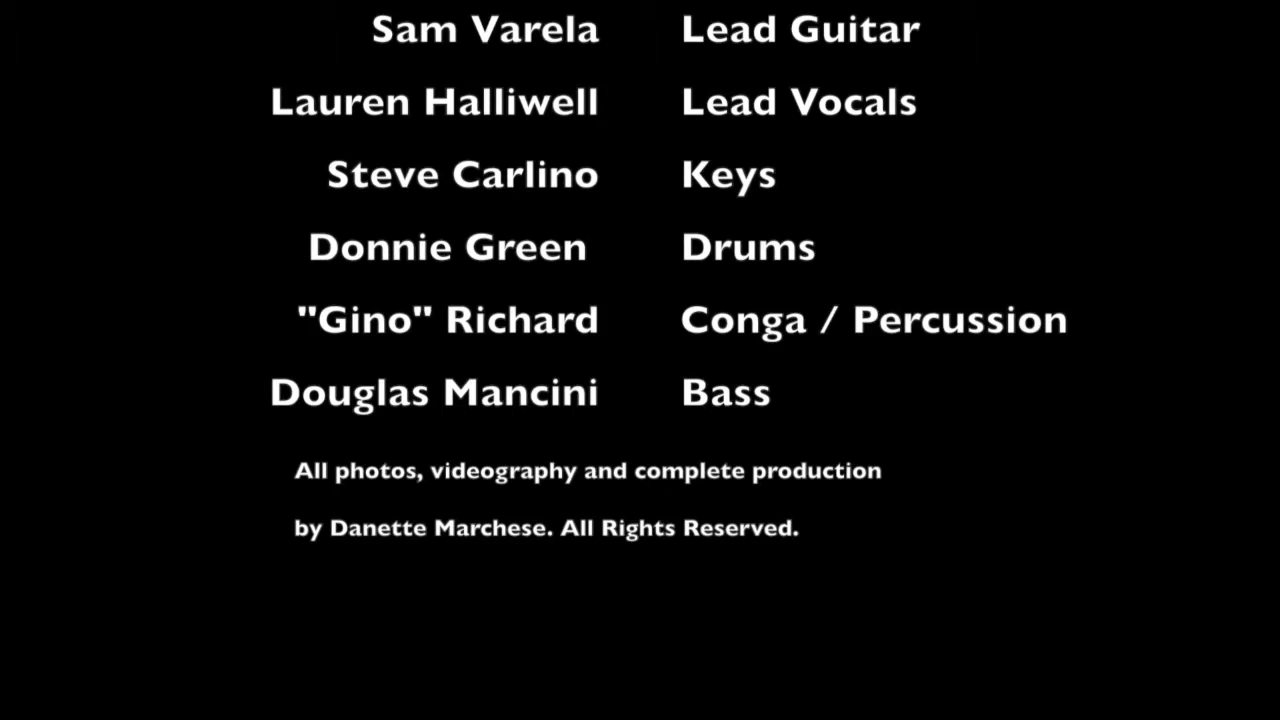 Sam Varela Lead Guitar
Lauren Halliwell Lead Vocals
Steve Carlino Keys
Donnie Green Drums
"Gino" Richard Conga / Percussion
Douglas Mancini Bass
All photos, videography and complete production
by Danette Marchese. All Rights Reserved.